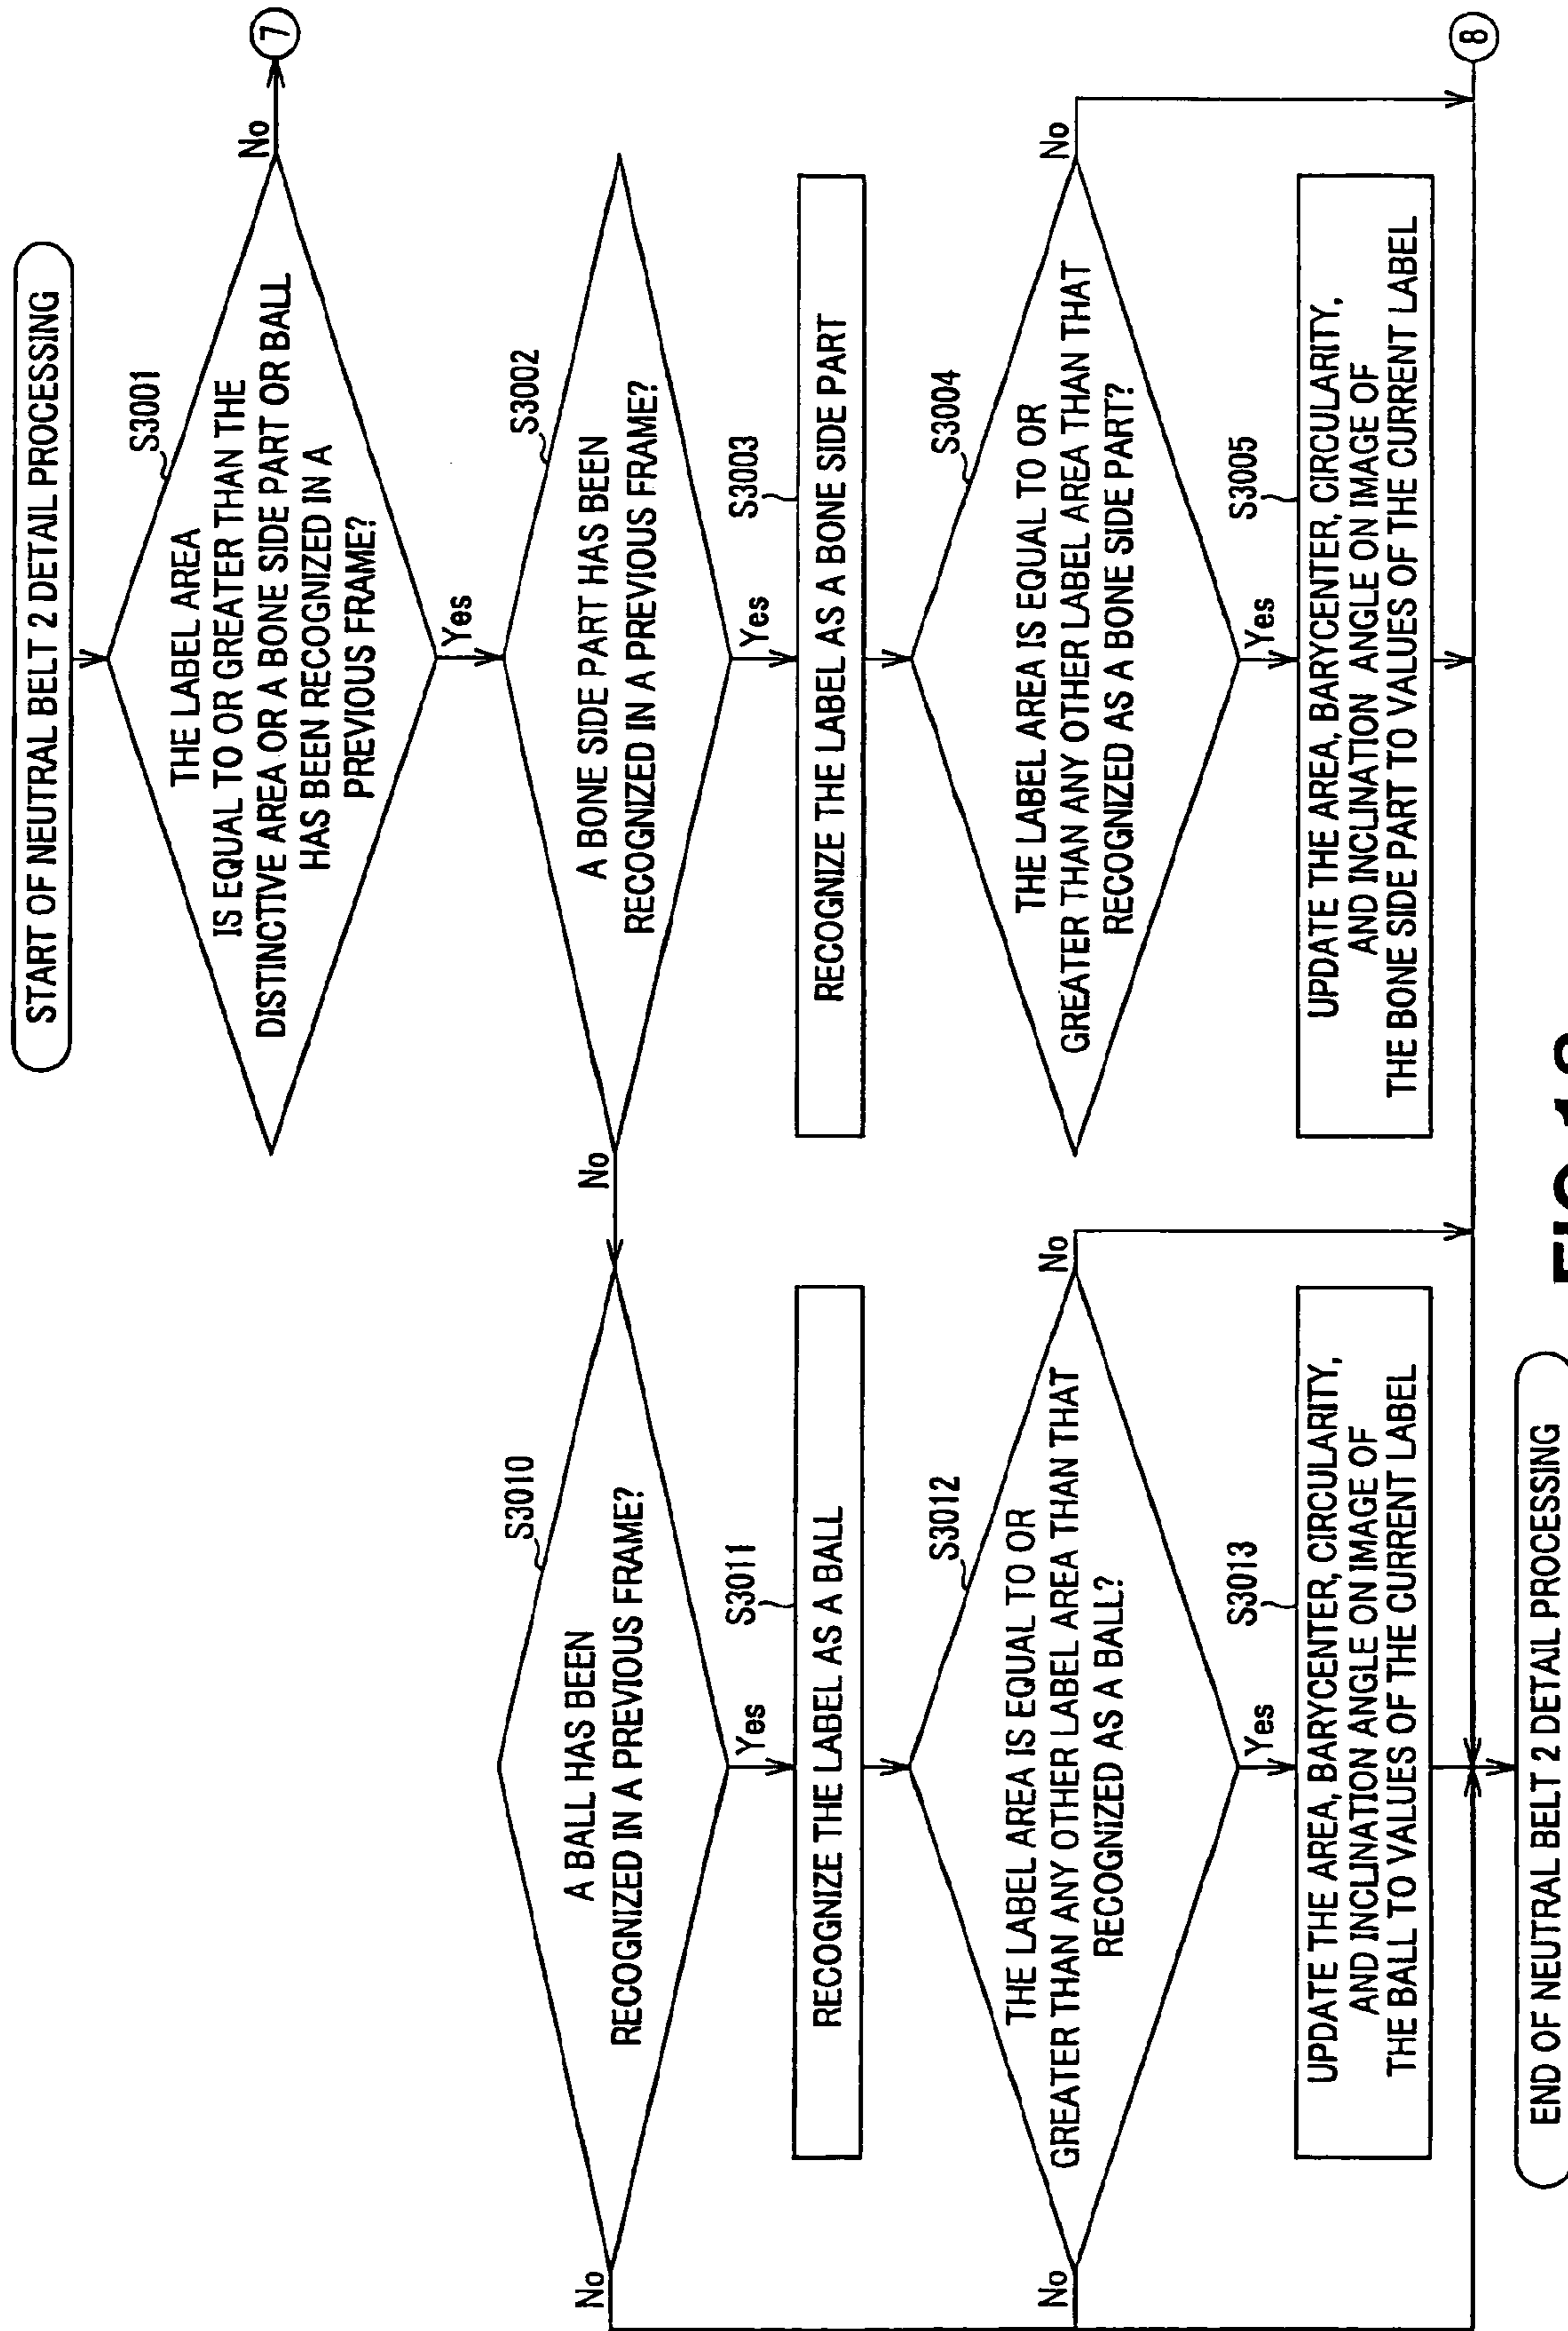 START OF NEUTRAL BELT 2 DETAIL PROCESSING
S3001
THE LABEL AREA
IS EQUAL TO OR GREATER THAN THE
DISTINCTIVE AREA OR A BONE SIDE PART OR BALL
HAS BEEN RECOGNIZED IN A
PREVIOUS FRAME?
No
7
Yes
S3002
A BONE SIDE PART HAS BEEN
RECOGNIZED IN A PREVIOUS FRAME?
No
Yes
S3003
RECOGNIZE THE LABEL AS A BONE SIDE PART
S3004
THE LABEL AREA IS EQUAL TO OR
GREATER THAN ANY OTHER LABEL AREA THAN THAT
RECOGNIZED AS A BONE SIDE PART?
No
Yes
S3005
UPDATE THE AREA, BARYCENTER, CIRCULARITY,
AND INCLINATION ANGLE ON IMAGE OF
THE BONE SIDE PART TO VALUES OF THE CURRENT LABEL
8
S3010
A BALL HAS BEEN
RECOGNIZED IN A PREVIOUS FRAME?
No
Yes
S3011
RECOGNIZE THE LABEL AS A BALL
S3012
THE LABEL AREA IS EQUAL TO OR
GREATER THAN ANY OTHER LABEL AREA THAN THAT
RECOGNIZED AS A BALL?
No
No
Yes
S3013
UPDATE THE AREA, BARYCENTER, CIRCULARITY,
AND INCLINATION ANGLE ON IMAGE OF
THE BALL TO VALUES OF THE CURRENT LABEL
END OF NEUTRAL BELT 2 DETAIL PROCESSING